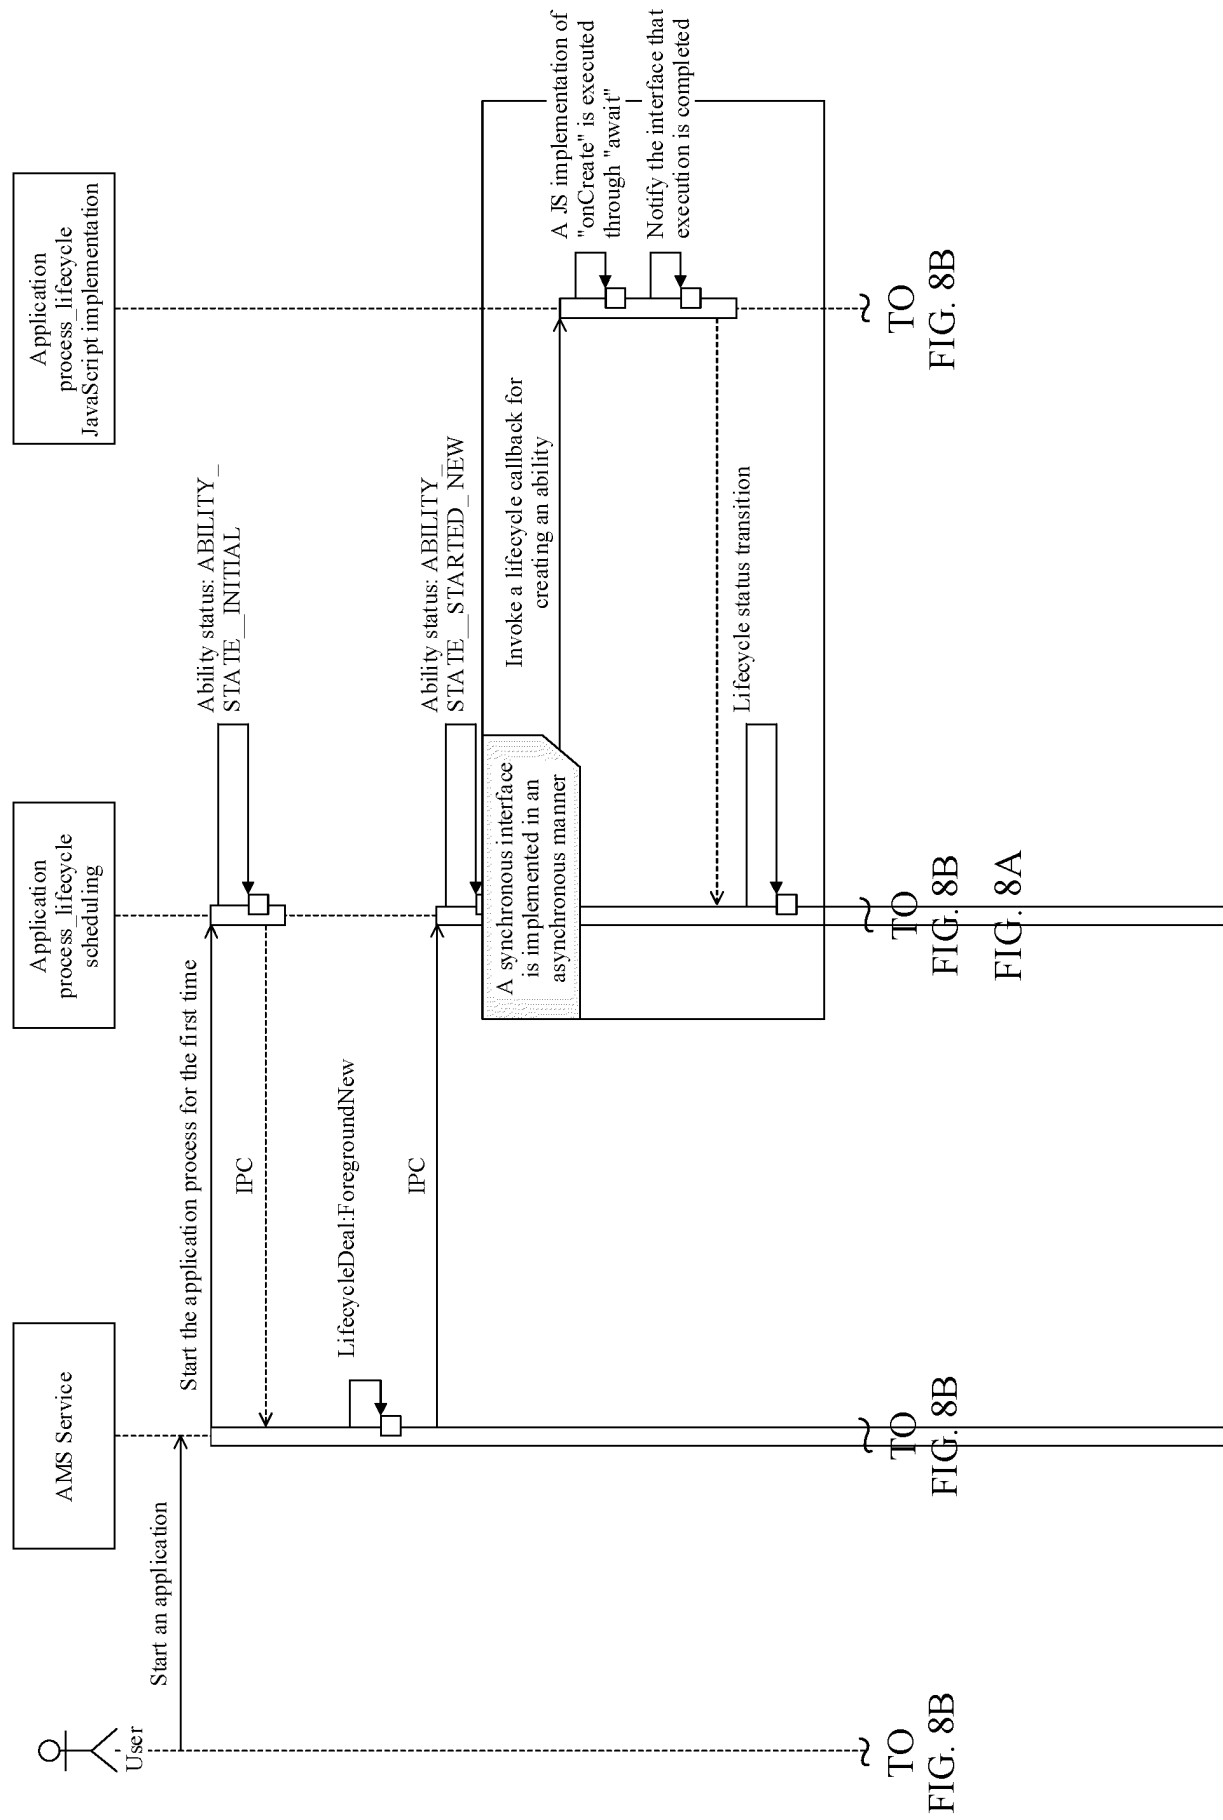 User
AMS Service
Application
process_lifecycle
scheduling
Application
process_lifecycle
JavaScript implementation
Start an application
Start the application process for the first time
Ability status: ABILITY_
STATE__INITIAL
IPC
LifecycleDeal:ForegroundNew
IPC
Ability status: ABILITY_
STATE__STARTED_NEW
A synchronous interface
is implemented in an
asynchronous manner
Invoke a lifecycle callback for
creating an ability
A JS implementation of
"onCreate" is executed
through "await"
Notify the interface that
execution is completed
Lifecycle status transition
TO
FIG. 8B
TO
FIG. 8B
TO
FIG. 8B
TO
FIG. 8B
FIG. 8A